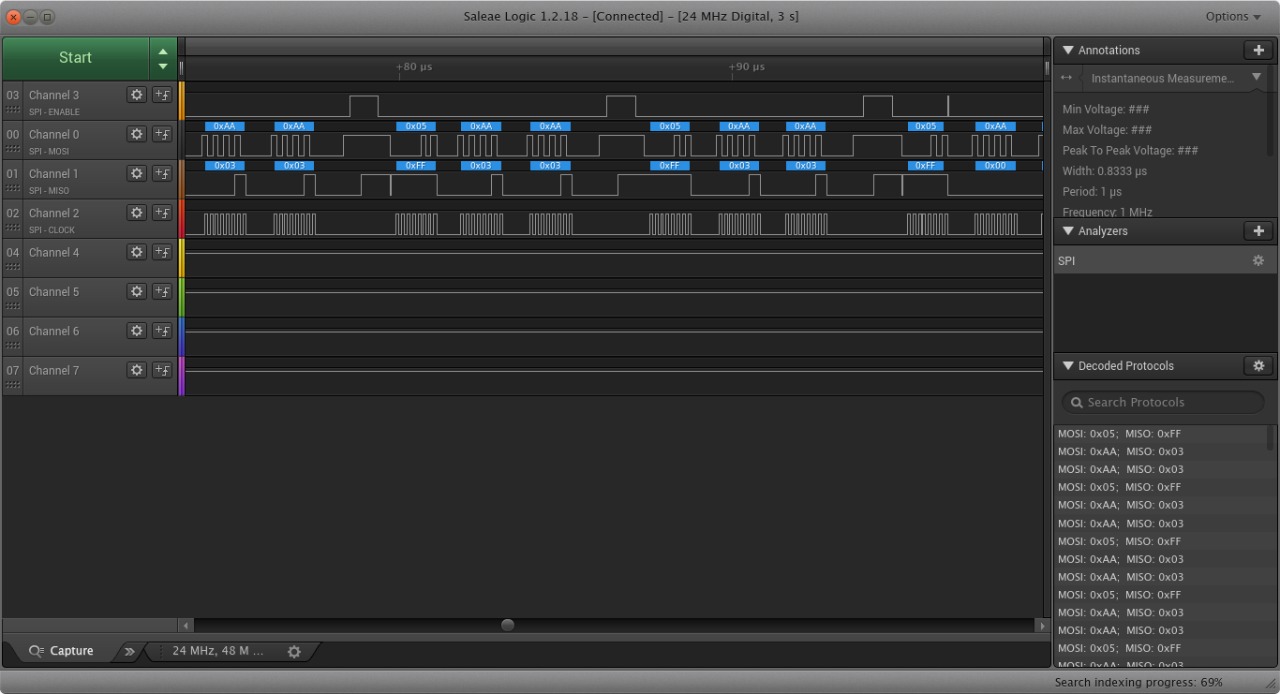 Saleae Logic 1.2.18 – [Connected] – [24 MHz Digital, 3 s]
Options
Start
+80 µs +90 µs
03 Channel 3
SPI - ENABLE
0xAA 0xAA 0x05 0xAA 0xAA 0x05 0xAA 0xAA 0x05 0xAA
00 Channel 0
SPI - MOSI
0x03 0x03 0xFF 0x03 0x03 0xFF 0x03 0x03 0xFF 0x00
01 Channel 1
SPI - MISO
02 Channel 2
SPI - CLOCK
04 Channel 4
05 Channel 5
06 Channel 6
07 Channel 7
Annotations
Instantaneous Measureme...
Min Voltage: ###
Max Voltage: ###
Peak To Peak Voltage: ###
Width: 0.8333 µs
Period: 1 µs
Frequency: 1 MHz
Analyzers
SPI
Decoded Protocols
Search Protocols
MOSI: 0x05; MISO: 0xFF
MOSI: 0xAA; MISO: 0x03
MOSI: 0xAA; MISO: 0x03
MOSI: 0x05; MISO: 0xFF
MOSI: 0xAA; MISO: 0x03
MOSI: 0xAA; MISO: 0x03
MOSI: 0x05; MISO: 0xFF
MOSI: 0xAA; MISO: 0x03
MOSI: 0xAA; MISO: 0x03
MOSI: 0x05; MISO: 0xFF
MOSI: 0xAA; MISO: 0x03
MOSI: 0xAA; MISO: 0x03
MOSI: 0x05; MISO: 0xFF
MOSI: 0xAA; MISO: 0x03
Capture
24 MHz, 48 M ...
Search indexing progress: 69%